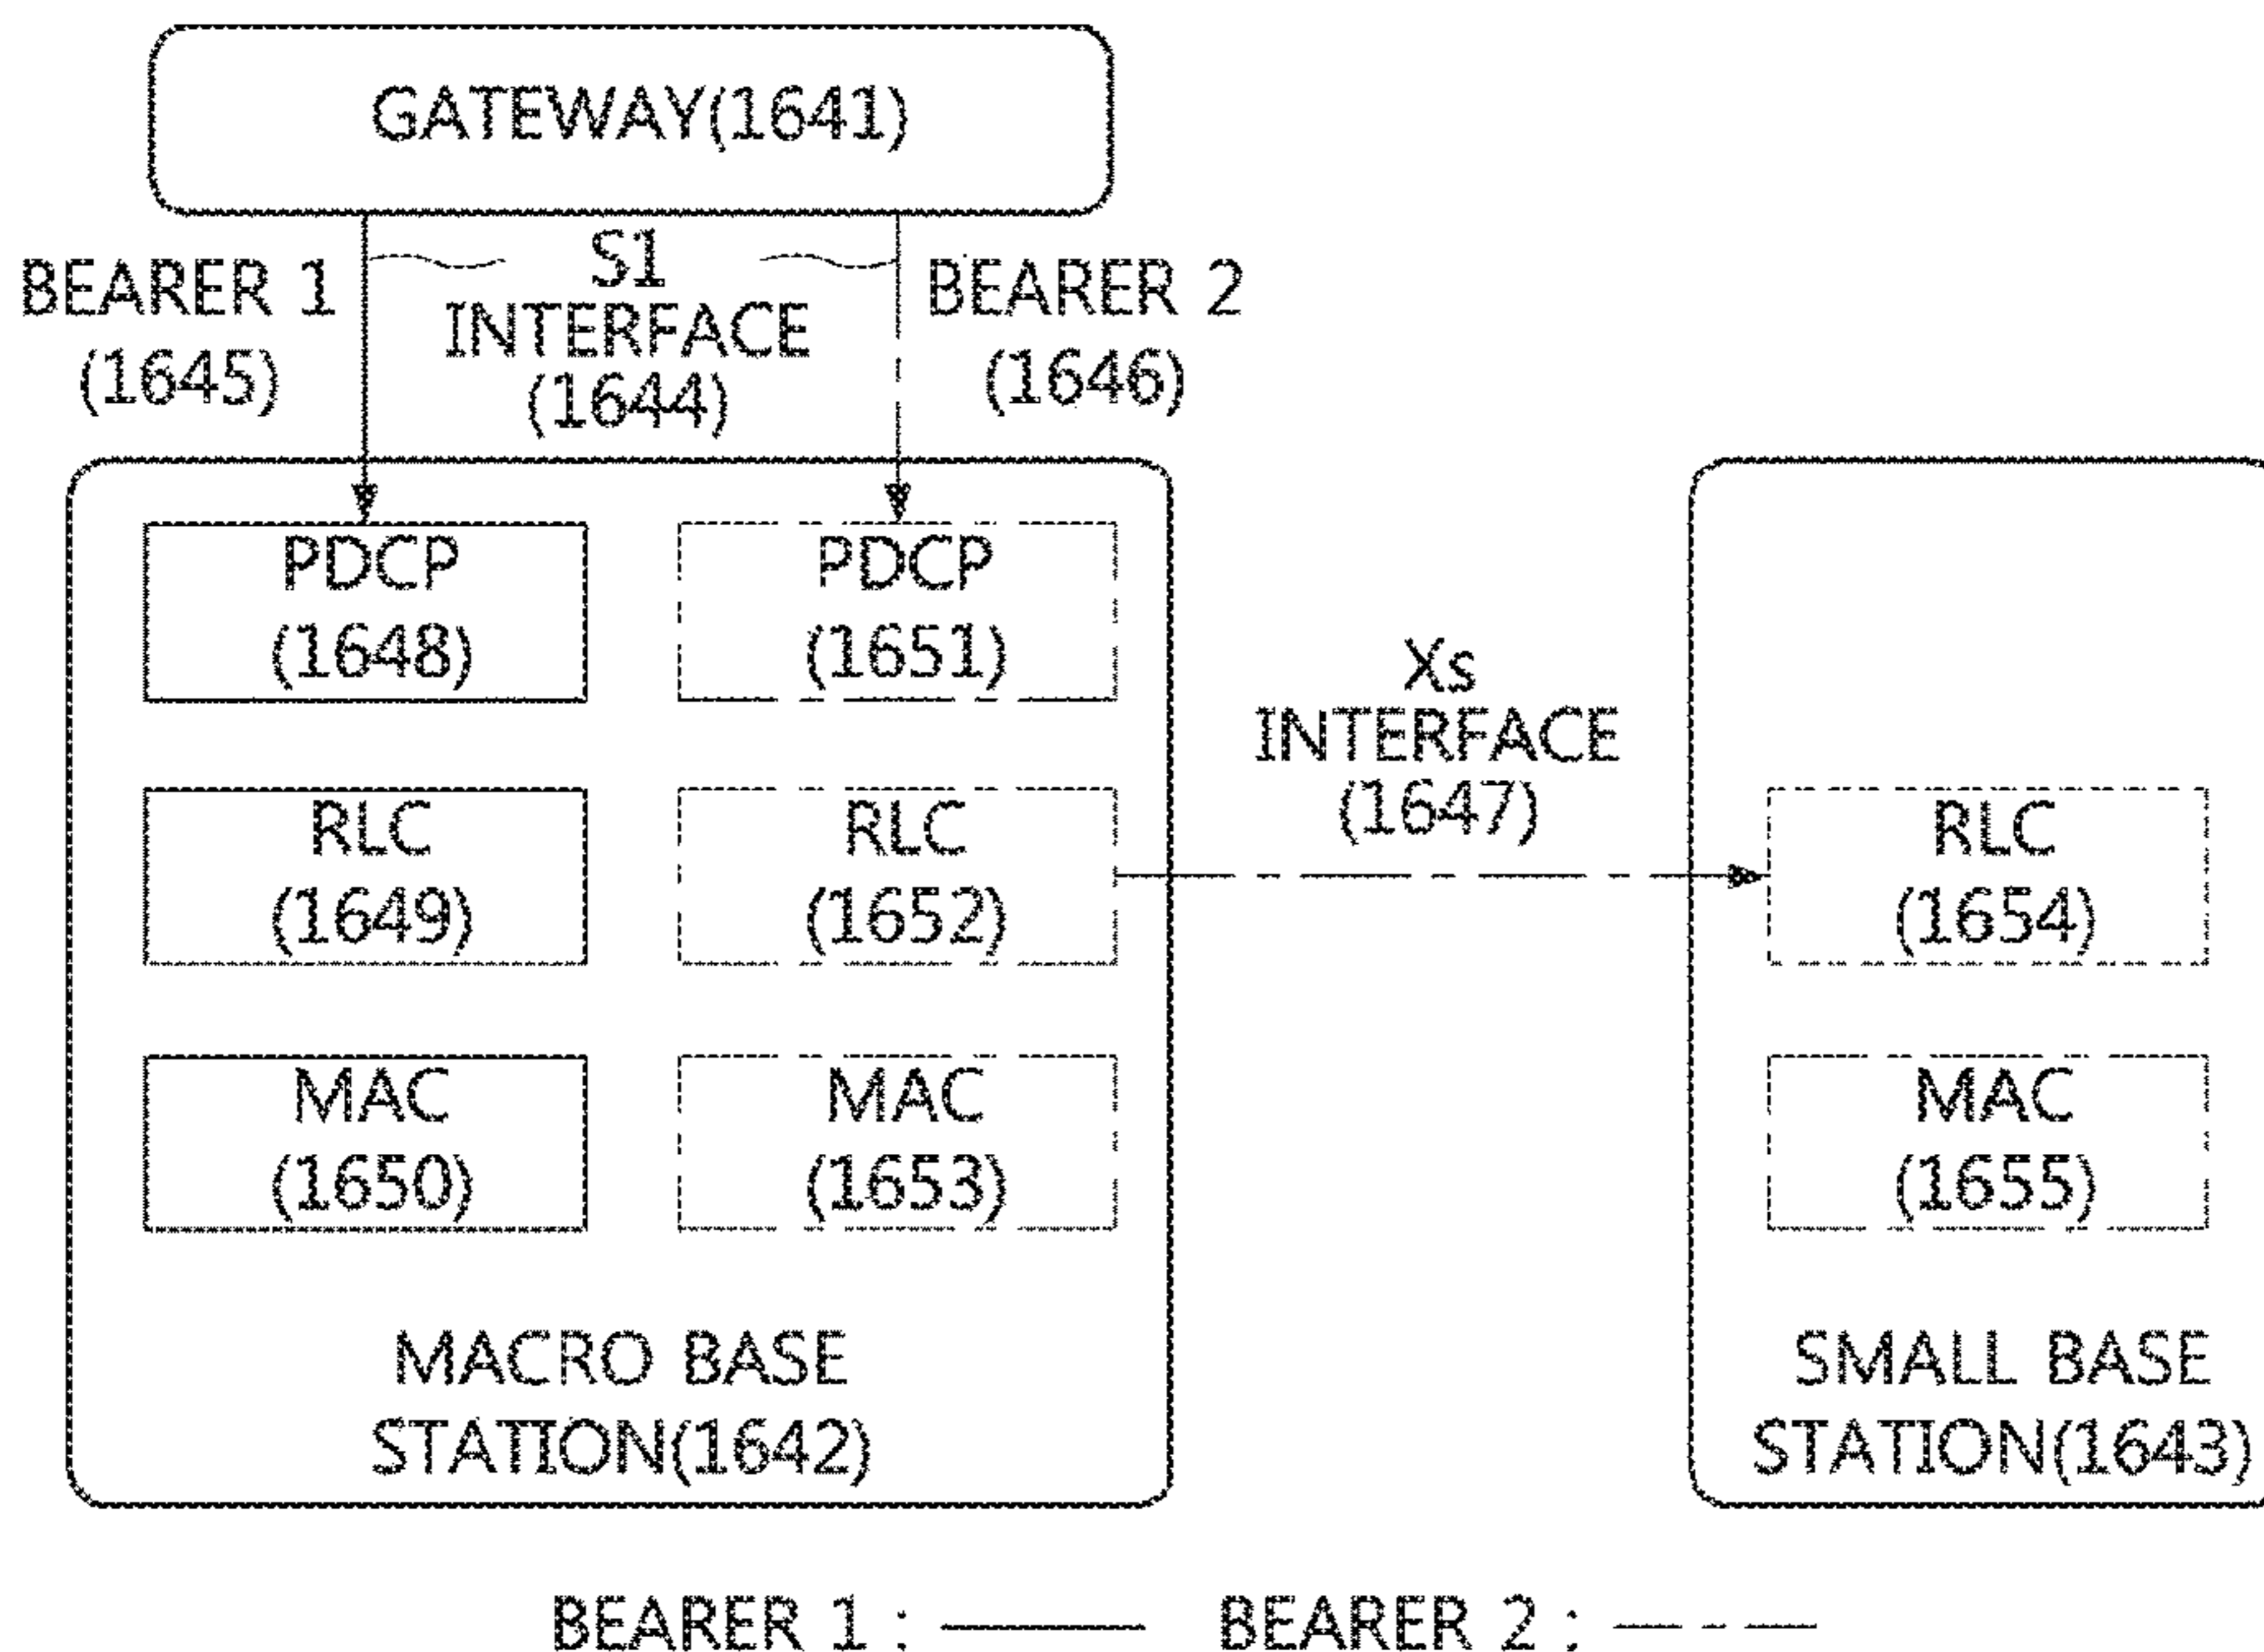 GATEWAY(1641)
BEARER 1
(1645)
S1
INTERFACE
(1644)
BEARER 2
(1646)
PDCP
(1648)
PDCP
(1651)
Xs
INTERFACE
(1647)
RLC
(1649)
RLC
(1652)
RLC
(1654)
MAC
(1650)
MAC
(1653)
MAC
(1655)
MACRO BASE
STATION(1642)
SMALL BASE
STATION(1643)
BEARER 1 : BEARER 2 :